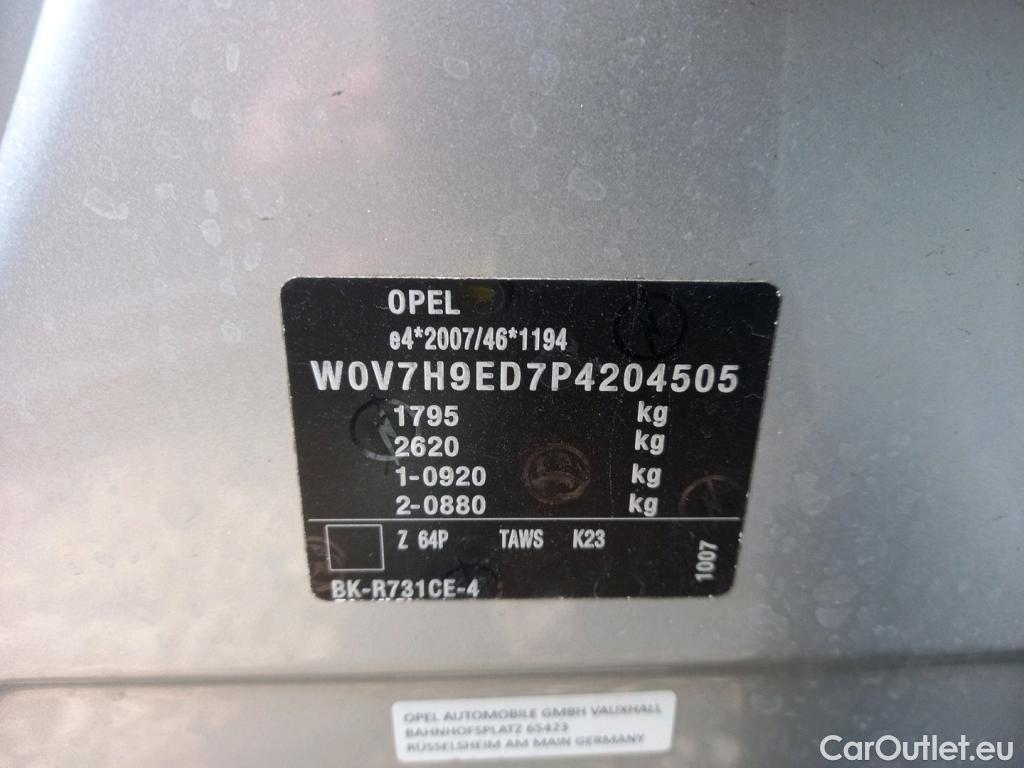 OPEL
e4*2007/46*1194
W0V7H9ED7P4204505
1795 kg
2620 kg
1-0920 kg
2-0880 kg
Z 64P TAWS K23
1007
BK-R731CE-4
OPEL AUTOMOBILE GMBH VAUXHALL
BAHNHOFSPLATZ 65423
RÜSSELSHEIM AM MAIN GERMANY
CarOutlet.eu